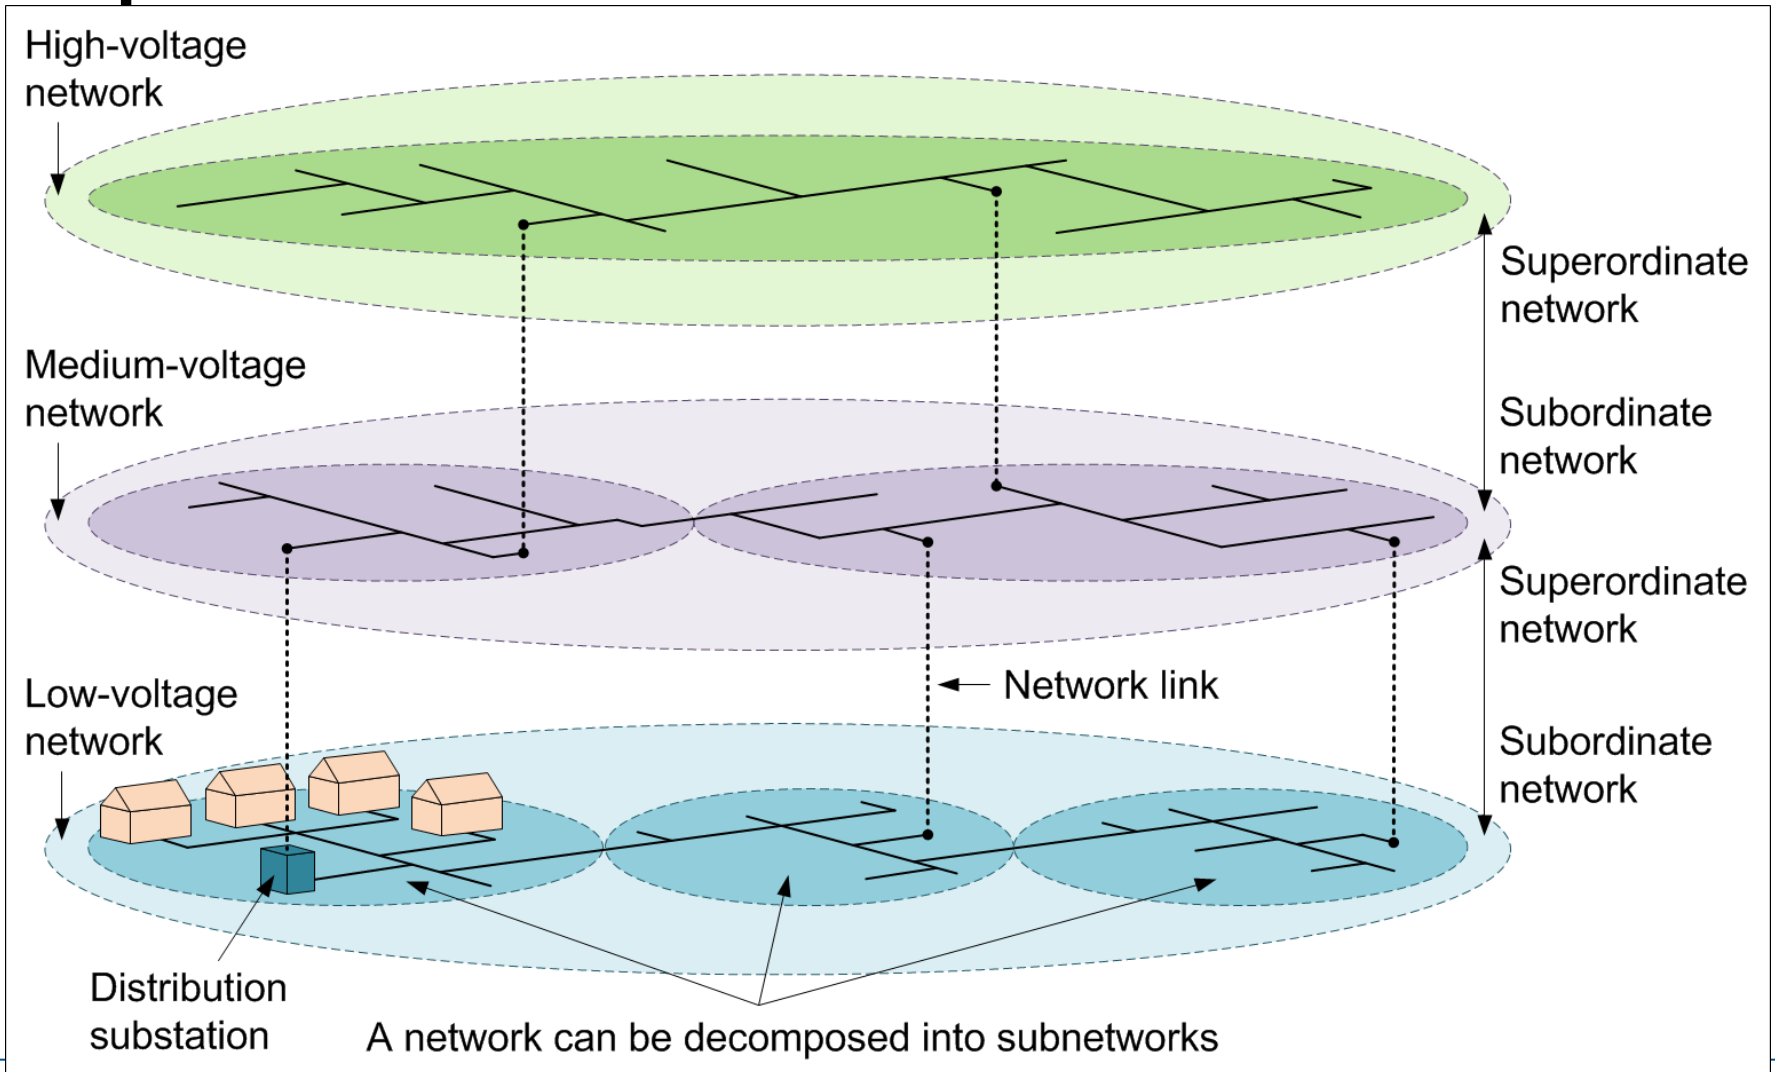 High-voltage
network
Superordinate
network
Medium-voltage
network
Subordinate
network
Superordinate
network
Network link
Low-voltage
network
Subordinate
network
Distribution
substation
A network can be decomposed into subnetworks